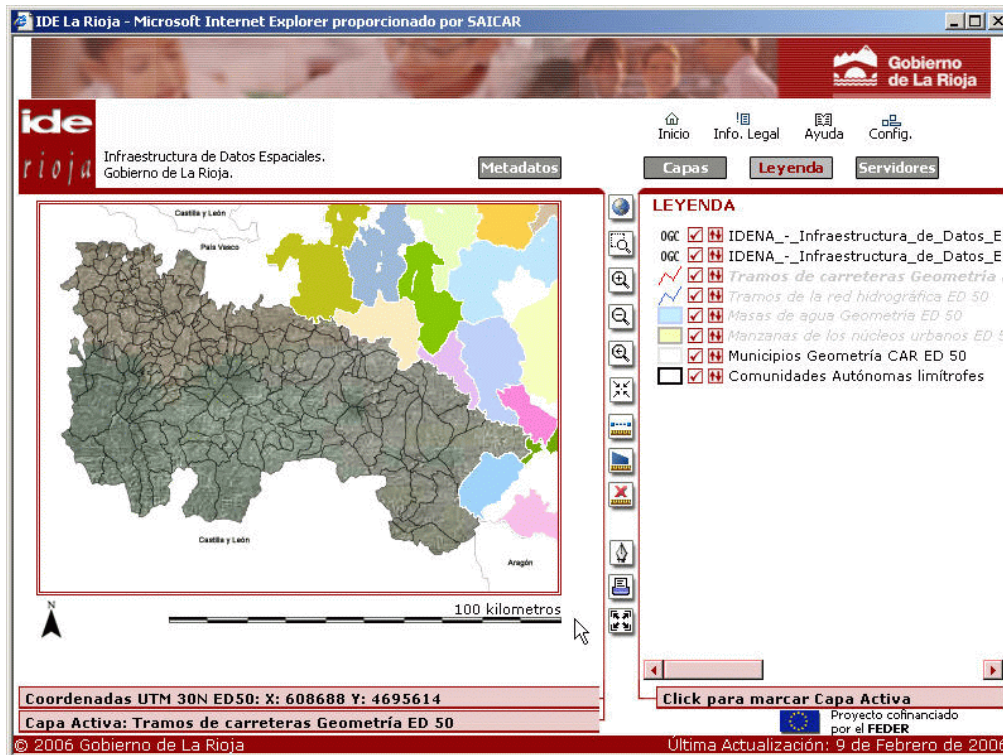 IDE La Rioja - Microsoft Internet Explorer proporcionado por SAICAR
Gobierno
de La Rioja
ide
rioja
Infraestructura de Datos Espaciales.
Gobierno de La Rioja.
Inicio Info. Legal Ayuda Config.
Metadatos Capas Leyenda Servidores
Castilla y León
País Vasco
Castilla y León
Aragón
N
100 kilometros
LEYENDA
OGC IDENA_-_Infraestructura_de_Datos_E
OGC IDENA_-_Infraestructura_de_Datos_E
Tramos de carreteras Geometría
Tramos de la red hidrográfica ED 50
Masas de agua Geometría ED 50
Manzanas de los núcleos urbanos ED 5
Municipios Geometría CAR ED 50
Comunidades Autónomas limítrofes
Coordenadas UTM 30N ED50: X: 608688 Y: 4695614
Capa Activa: Tramos de carreteras Geometría ED 50
Click para marcar Capa Activa
Proyecto cofinanciado
por el FEDER
© 2006 Gobierno de La Rioja
Última Actualización: 9 de Febrero de 2006